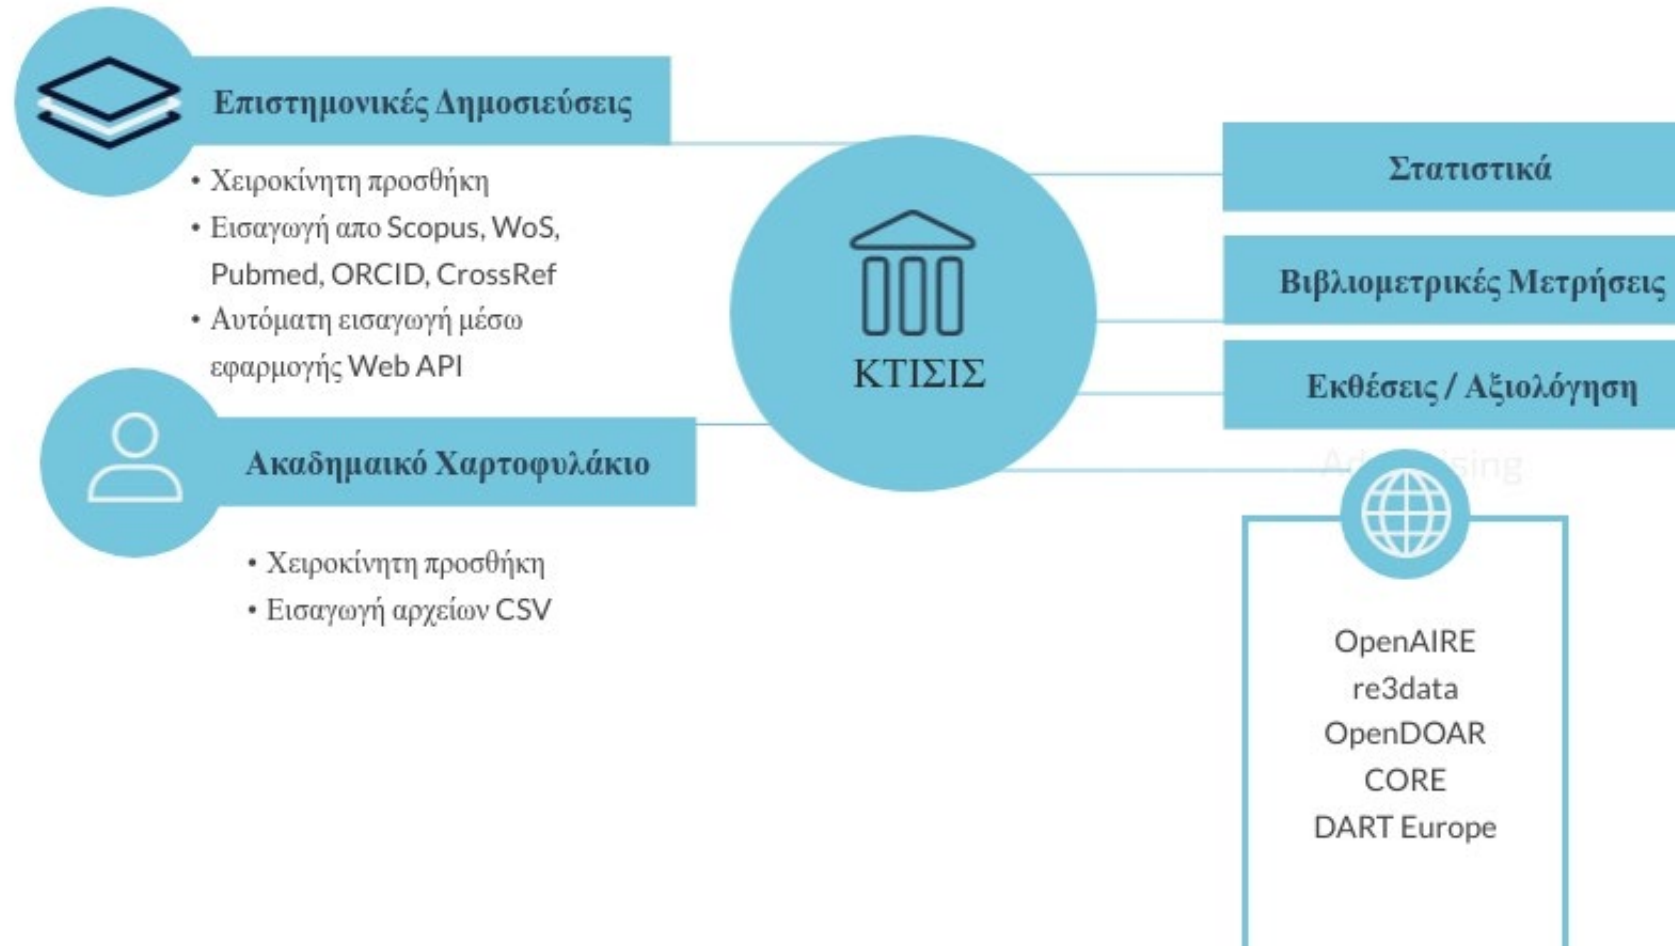 Επιστημονικές Δημοσιεύσεις
• Χειροκίνητη προσθήκη
• Εισαγωγή απο Scopus, WoS,
Pubmed, ORCID, CrossRef
• Αυτόματη εισαγωγή μέσω
εφαρμογής Web API
Ακαδημαικό Χαρτοφυλάκιο
• Χειροκίνητη προσθήκη
• Εισαγωγή αρχείων CSV
ΚΤΙΣΙΣ
Στατιστικά
Βιβλιομετρικές Μετρήσεις
Εκθέσεις / Αξιολόγηση
OpenAIRE
re3data
OpenDOAR
CORE
DART Europe